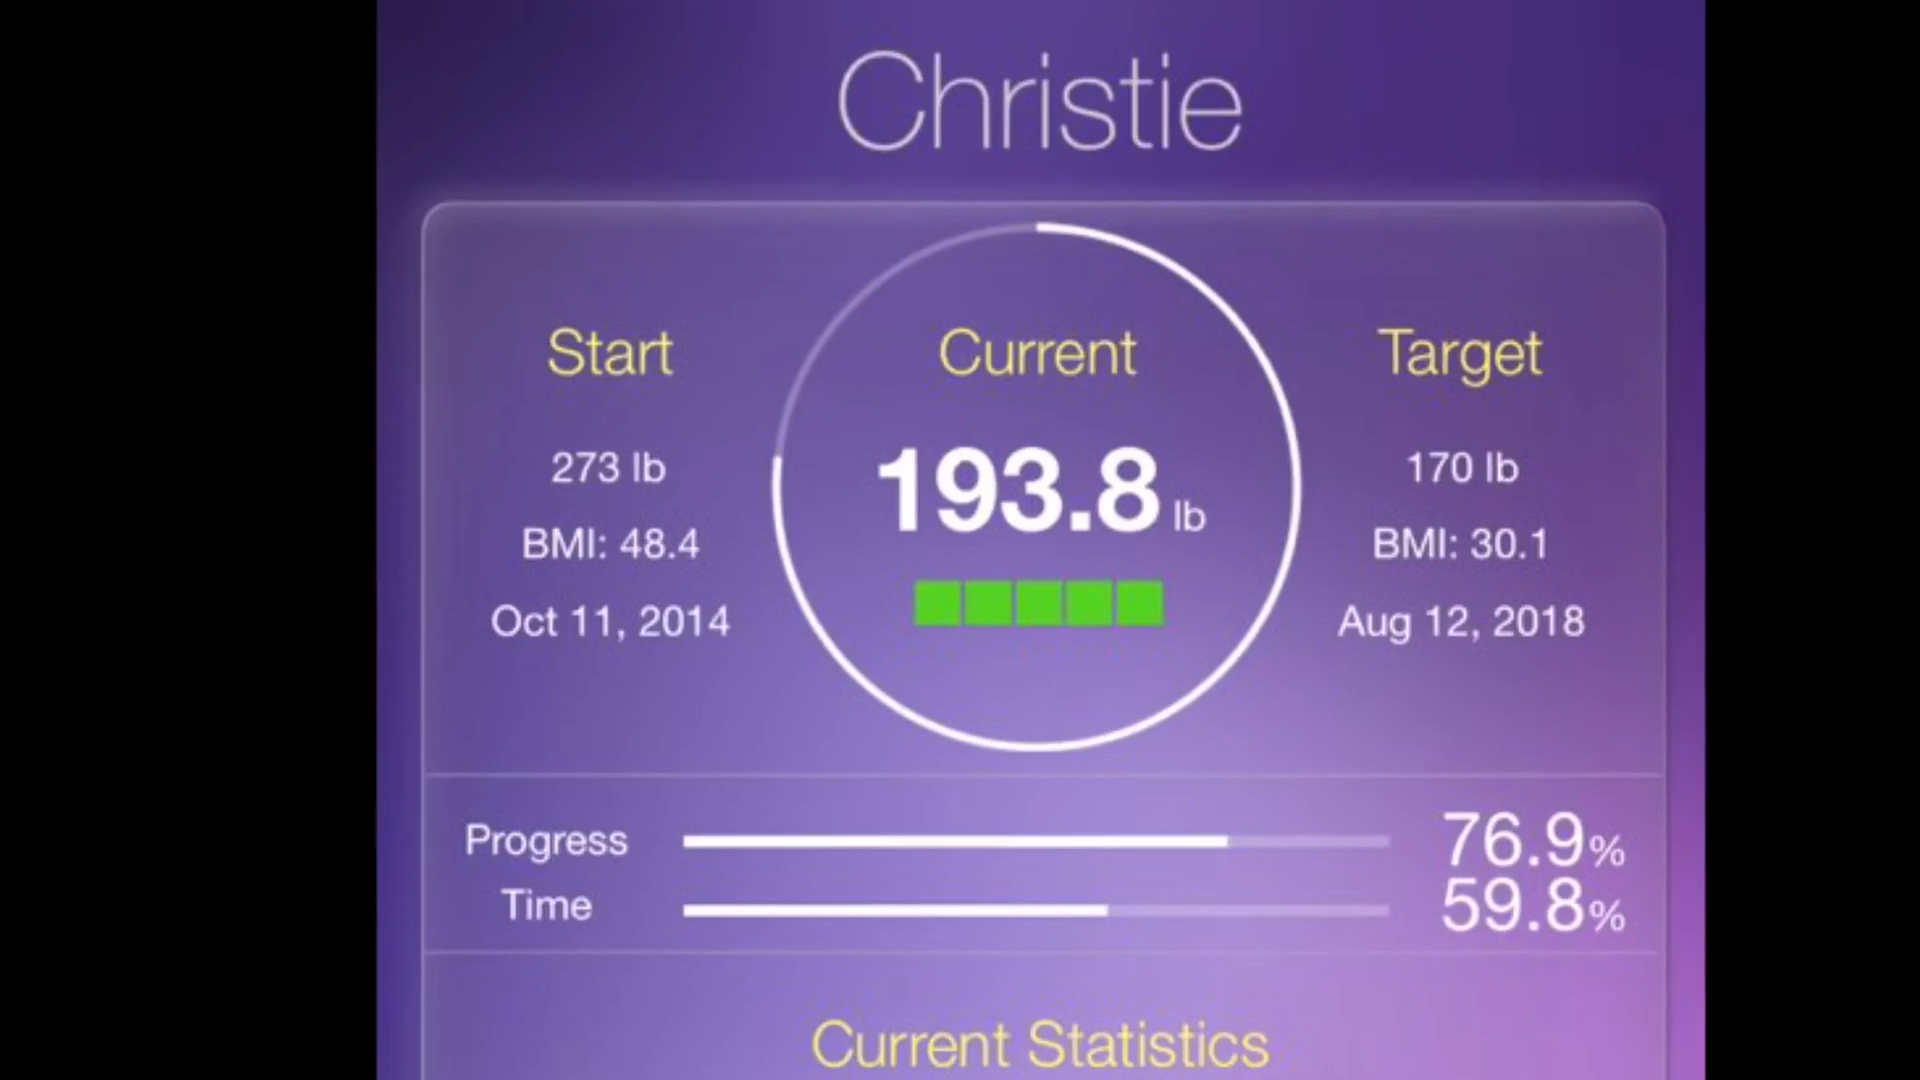 Christie
Start
Current
Target
273 lb
193.8 lb
170 lb
BMI: 48.4
BMI: 30.1
Oct 11, 2014
Aug 12, 2018
Progress
76.9%
Time
59.8%
Current Statistics